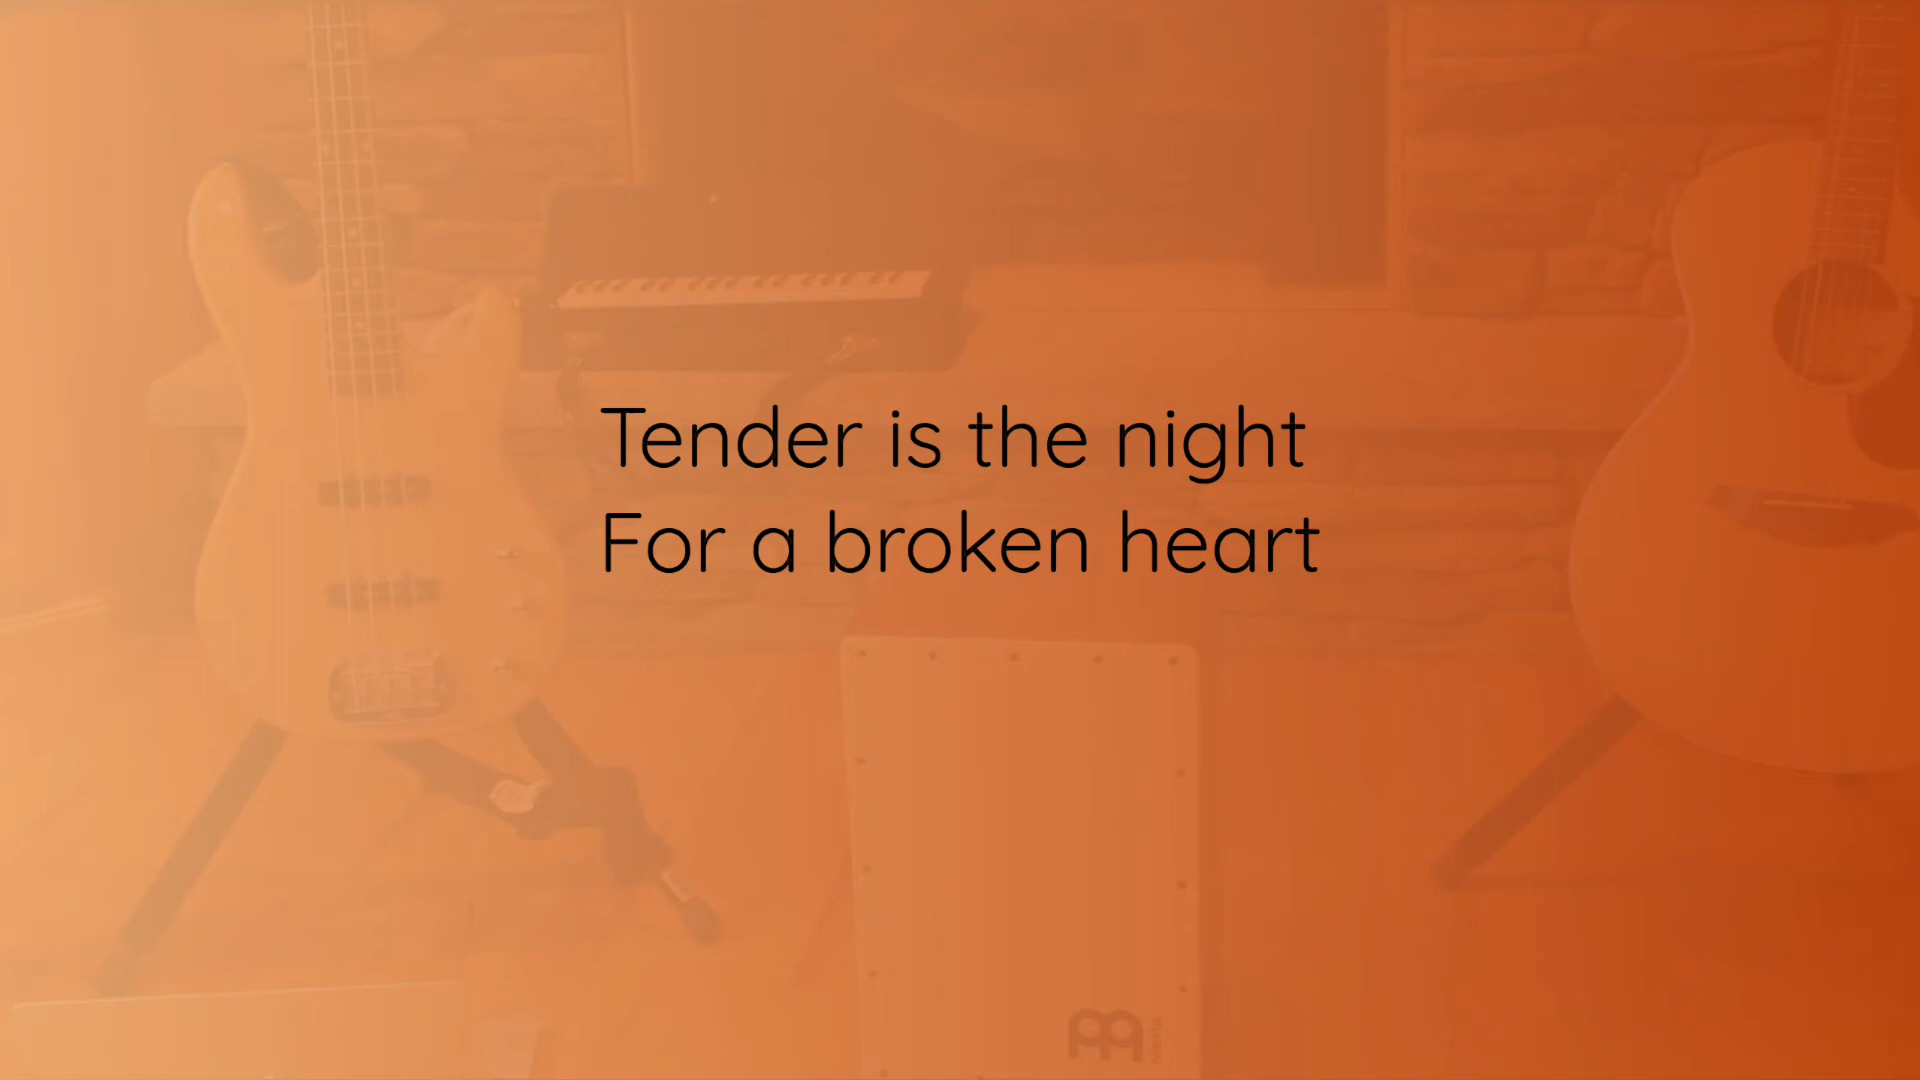 Tender is the night
For a broken heart